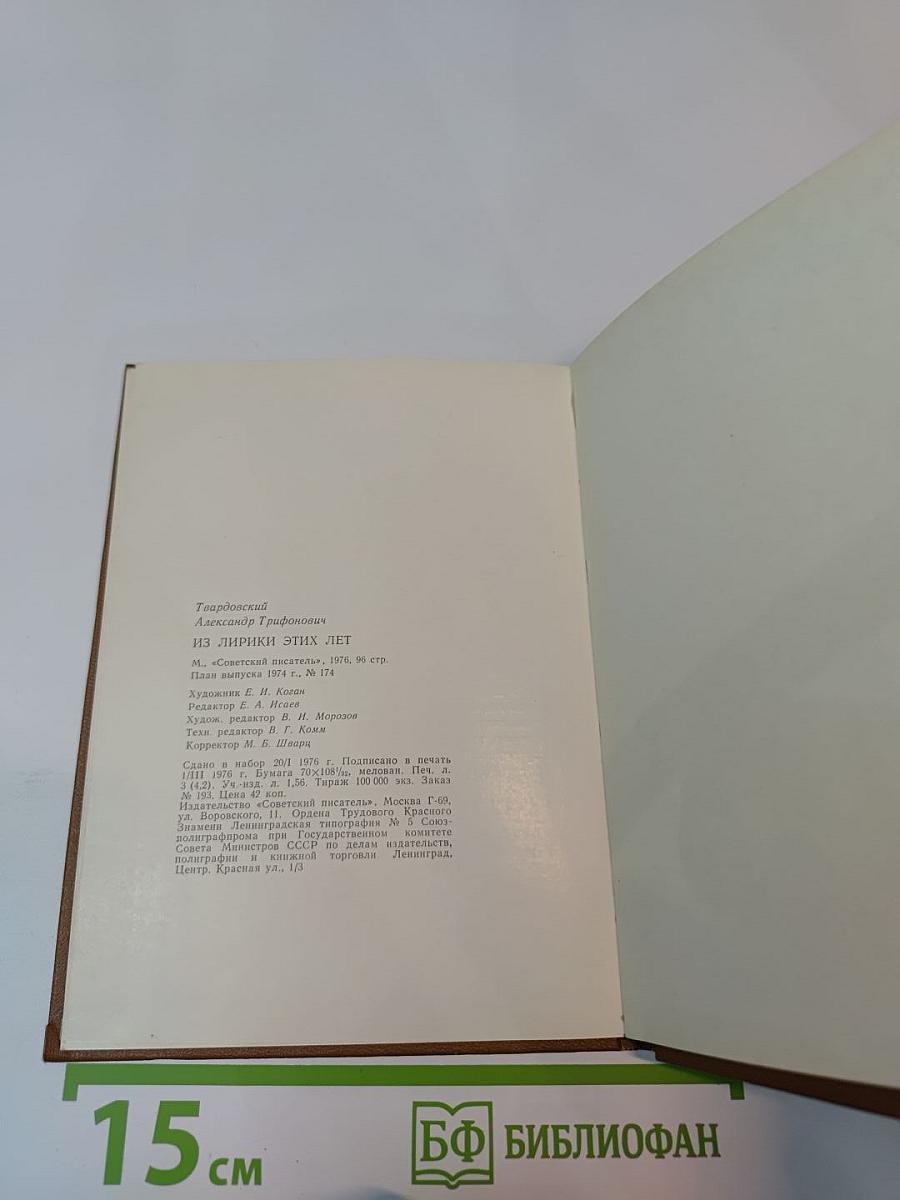 Твардовский
Александр Трифонович
ИЗ ЛИРИКИ ЭТИХ ЛЕТ
М., «Советский писатель», 1976, 96 стр.
План выпуска 1974 г., № 174
Художник Е. И. Коган
Редактор Е. А. Исаев
Худож. редактор В. И. Морозов
Техн. редактор В. Г. Комм
Корректор М. Б. Шварц
Сдано в набор 20/I 1976 г. Подписано в печать
1/III 1976 г. Бумага 70×108¹/₃₂, мелован. Печ. л.
3 (4,2). Уч.-изд. л. 1,56. Тираж 100 000 экз. Заказ
№ 193. Цена 42 коп.
Издательство «Советский писатель», Москва Г-69,
ул. Воровского, 11. Ордена Трудового Красного
Знамени Ленинградская типография № 5 Союз-
полиграфпрома при Государственном комитете
Совета Министров СССР по делам издательств,
полиграфии и книжной торговли. Ленинград,
Центр, Красная ул., 1/3
15 см
БФ БИБЛИОФАН